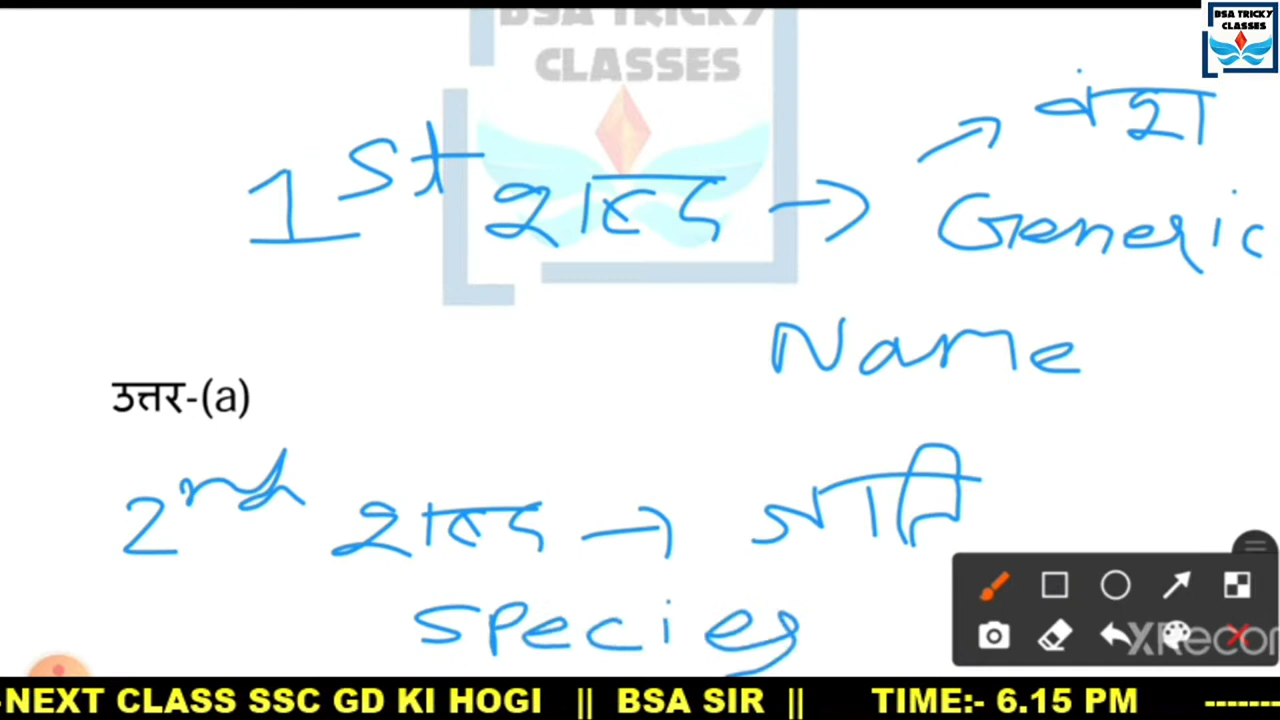 BSA TRICKY
CLASSES
BSA TRICKY
CLASSES
वंश
1st शब्द → Generic
Name
उत्तर-(a)
2nd शब्द → जाति
Species
XRecor
-NEXT CLASS SSC GD KI HOGI || BSA SIR || TIME:- 6.15 PM -------